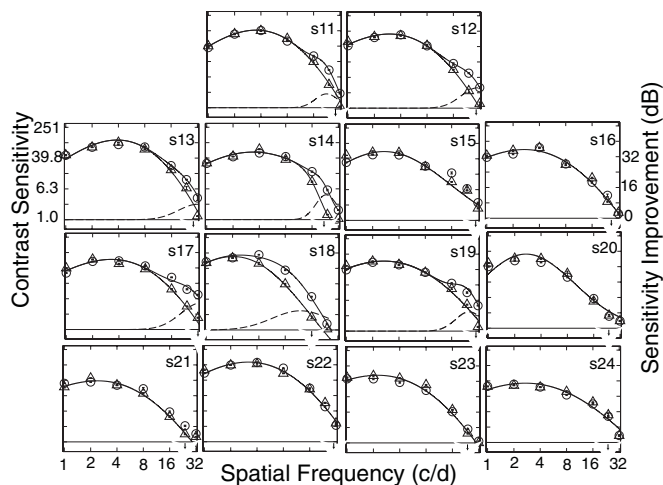 s11 s12
251 s13 s14 s15 s16
39.8 32
6.3 16
1.0 0
s17 s18 s19 s20
s21 s22 s23 s24
1 2 4 8 16 32 1 2 4 8 16 32
Contrast Sensitivity
Spatial Frequency (c/d)
Sensitivity Improvement (dB)